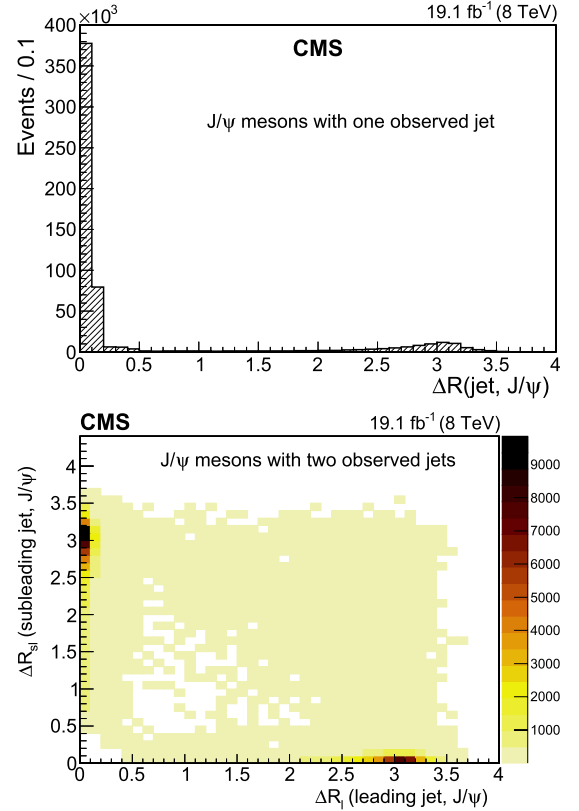 19.1 fb⁻¹ (8 TeV)
×10³
CMS
J/ψ mesons with one observed jet
Events / 0.1
400
350
300
250
200
150
100
50
0
0 0.5 1 1.5 2 2.5 3 3.5 4
ΔR(jet, J/ψ)
CMS 19.1 fb⁻¹ (8 TeV)
J/ψ mesons with two observed jets
ΔRsl (subleading jet, J/ψ)
4
3.5
3
2.5
2
1.5
1
0.5
0
9000
8000
7000
6000
5000
4000
3000
2000
1000
0 0.5 1 1.5 2 2.5 3 3.5 4
ΔRl (leading jet, J/ψ)